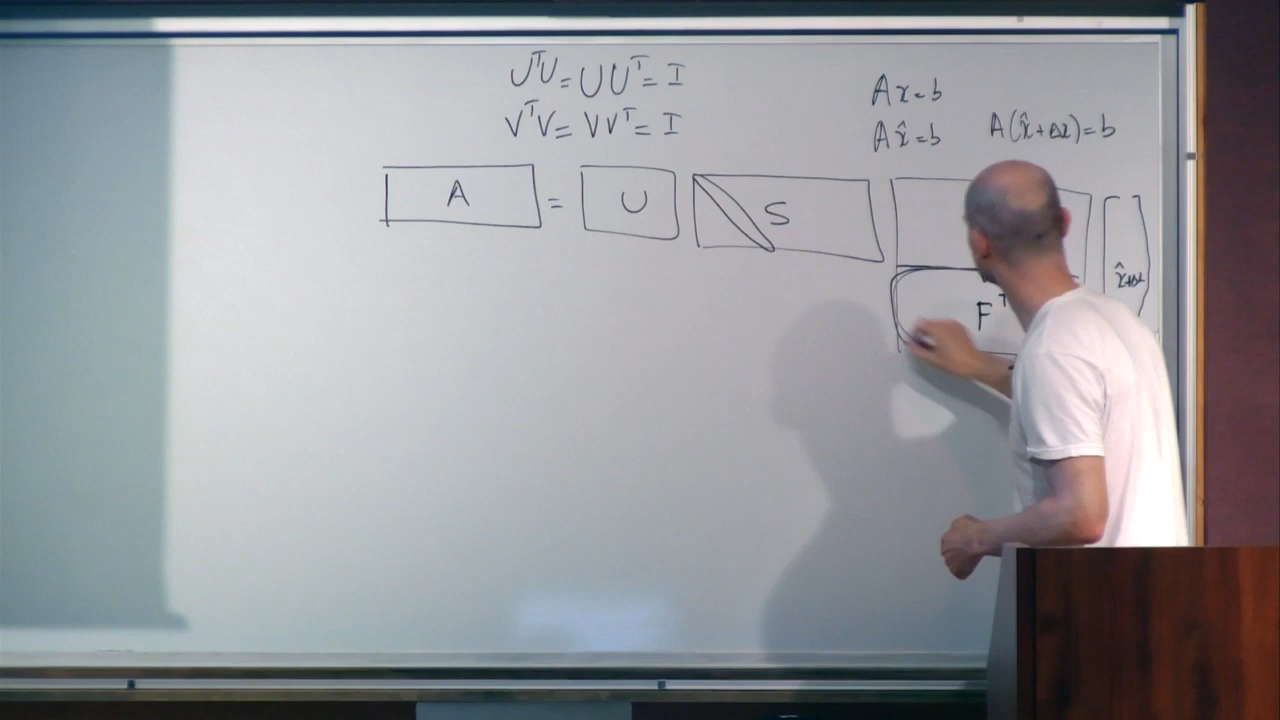 UᵀU = UUᵀ = I
VᵀV = VVᵀ = I
Ax = b
Ax̂ = b A(x̂+Δx) = b
A = U S Fᵀ x̂+Δx